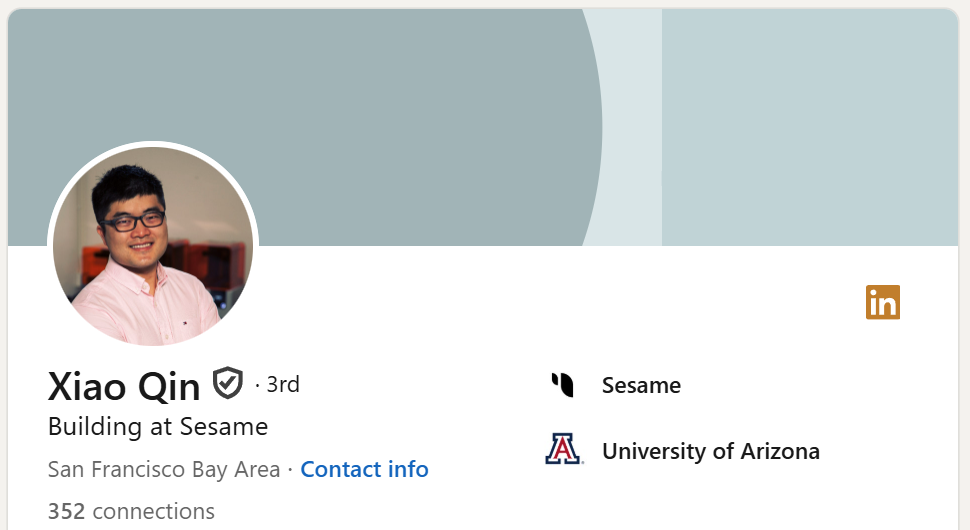 in
Xiao Qin · 3rd
Building at Sesame
San Francisco Bay Area · Contact info
352 connections
Sesame
A
University of Arizona